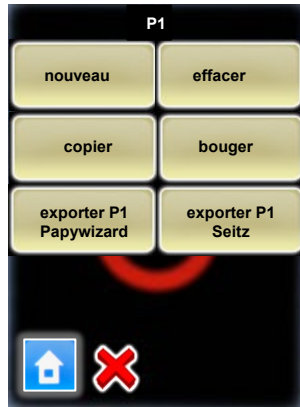 P1
nouveau effacer
copier bouger
exporter P1 exporter P1
Papywizard Seitz